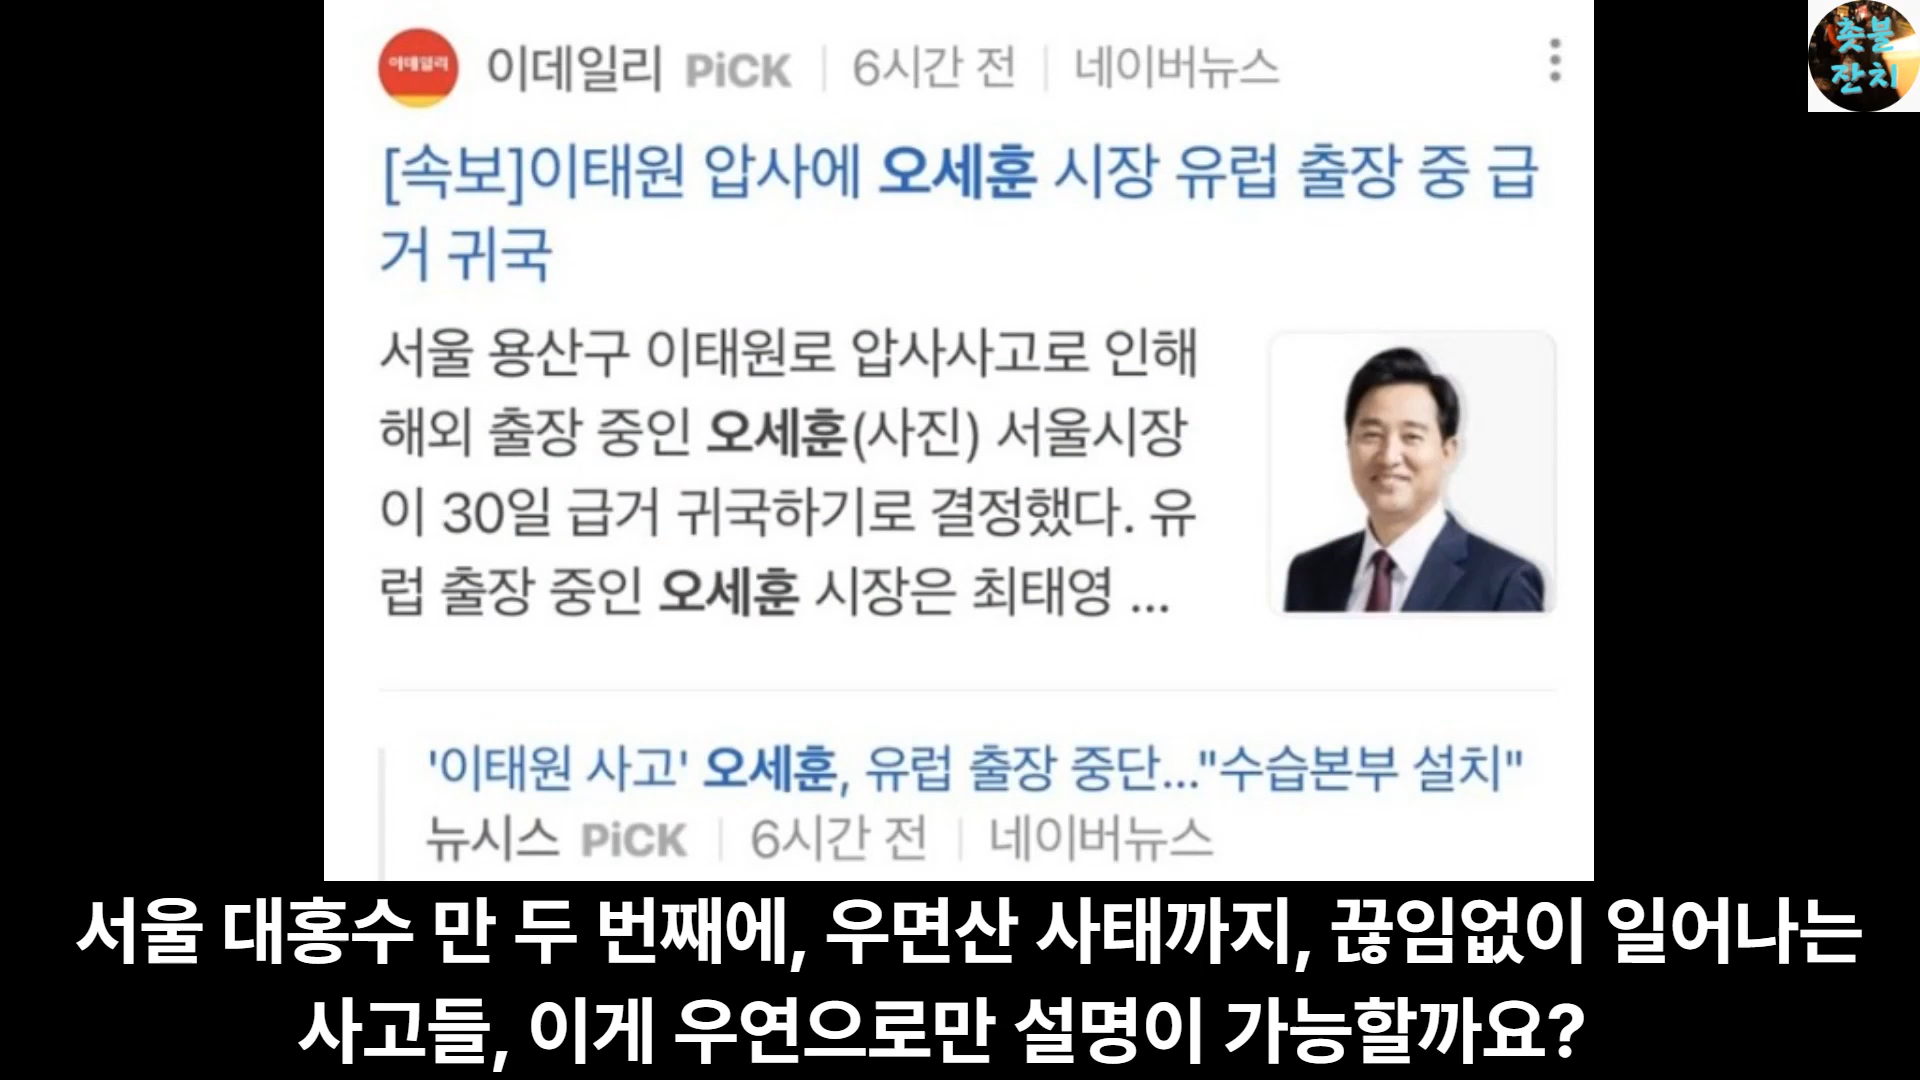 이데일리 이데일리 PiCK 6시간 전 네이버뉴스
촛불
잔치
[속보]이태원 압사에 오세훈 시장 유럽 출장 중 급
거 귀국
서울 용산구 이태원로 압사사고로 인해
해외 출장 중인 오세훈(사진) 서울시장
이 30일 급거 귀국하기로 결정했다. 유
럽 출장 중인 오세훈 시장은 최태영 ...
'이태원 사고' 오세훈, 유럽 출장 중단..."수습본부 설치"
뉴시스 PiCK 6시간 전 네이버뉴스
서울 대홍수 만 두 번째에, 우면산 사태까지, 끊임없이 일어나는
사고들, 이게 우연으로만 설명이 가능할까요?